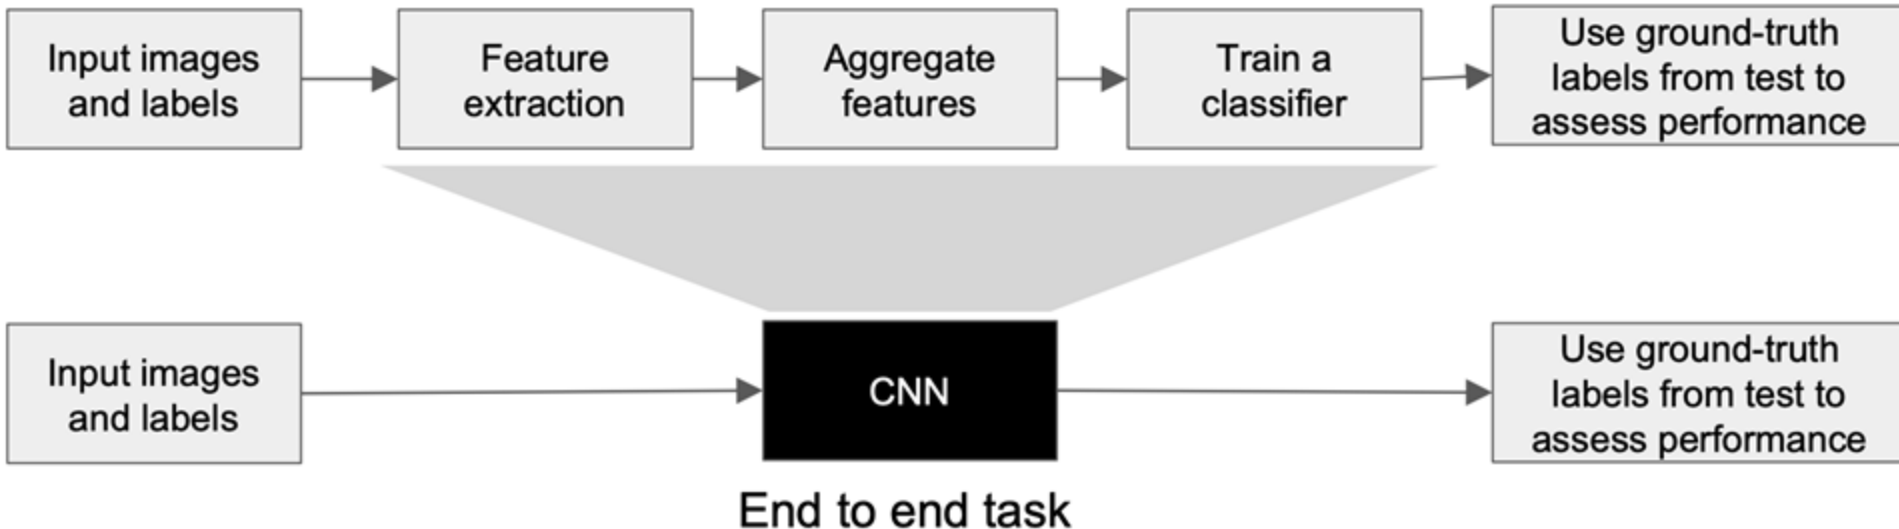 Input images
and labels
Feature
extraction
Aggregate
features
Train a
classifier
Use ground-truth
labels from test to
assess performance
Input images
and labels
CNN
Use ground-truth
labels from test to
assess performance
End to end task